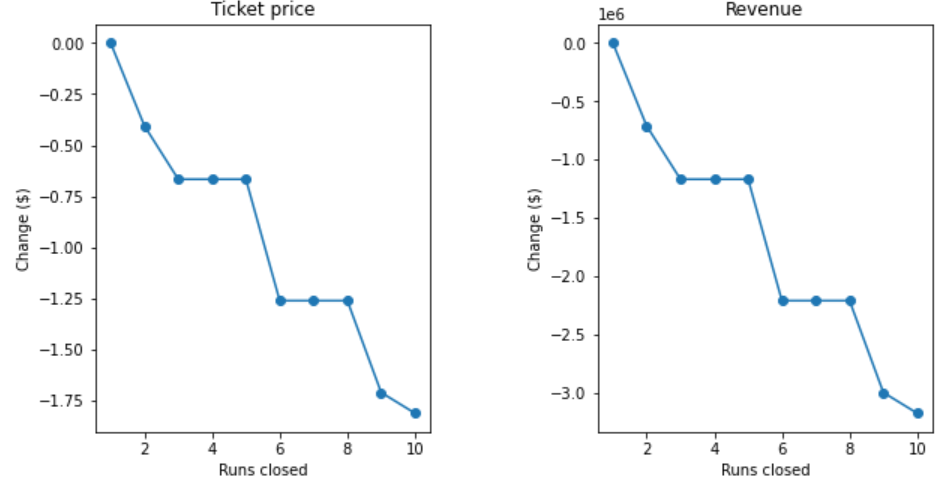 Ticket price
0.00
−0.25
−0.50
−0.75
−1.00
−1.25
−1.50
−1.75
Change ($)
2 4 6 8 10
Runs closed
Revenue
1e6
0.0
−0.5
−1.0
−1.5
−2.0
−2.5
−3.0
Change ($)
2 4 6 8 10
Runs closed